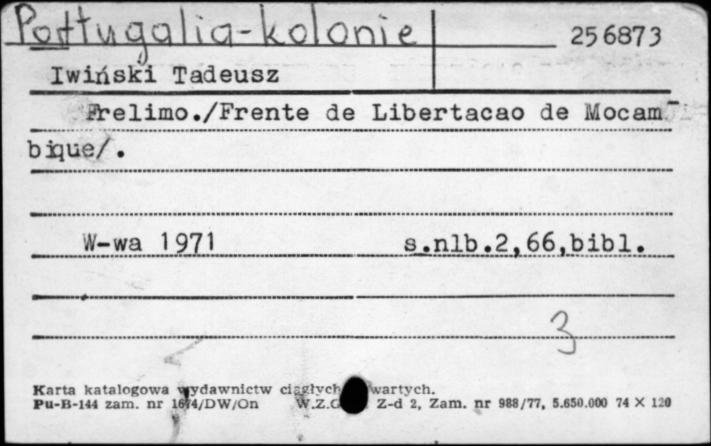 Portugalia-kolonie
256873
Iwiński Tadeusz
Frelimo./Frente de Libertacao de Mocam-
bique/.
W-wa 1971 s.nlb.2,66,bibl.
3
Karta katalogowa wydawnictw ciągłych wartych.
Pu-B-144 zam. nr 1674/DW/On W.Z.G Z-d 2, Zam. nr 988/77, 5.650.000 74 X 120